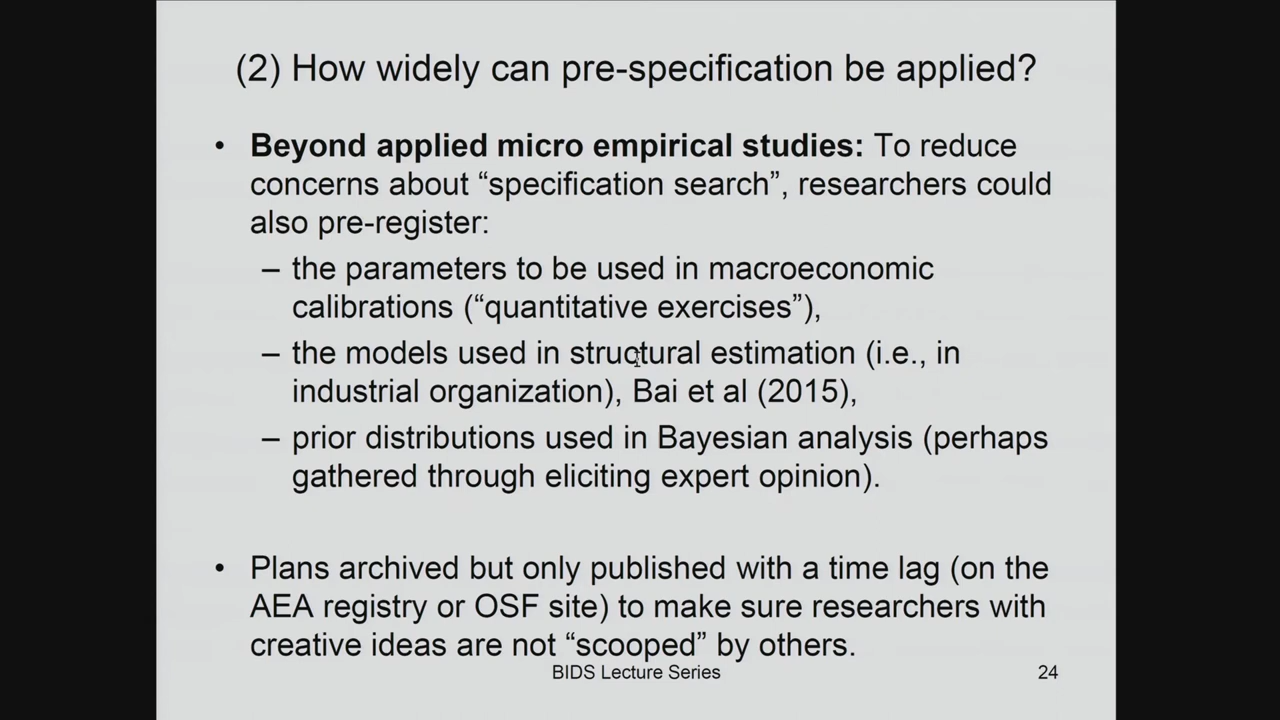 (2) How widely can pre-specification be applied?
• Beyond applied micro empirical studies: To reduce
concerns about “specification search”, researchers could
also pre-register:
– the parameters to be used in macroeconomic
calibrations (“quantitative exercises”),
– the models used in structural estimation (i.e., in
industrial organization), Bai et al (2015),
– prior distributions used in Bayesian analysis (perhaps
gathered through eliciting expert opinion).
• Plans archived but only published with a time lag (on the
AEA registry or OSF site) to make sure researchers with
creative ideas are not “scooped” by others.
BIDS Lecture Series
24